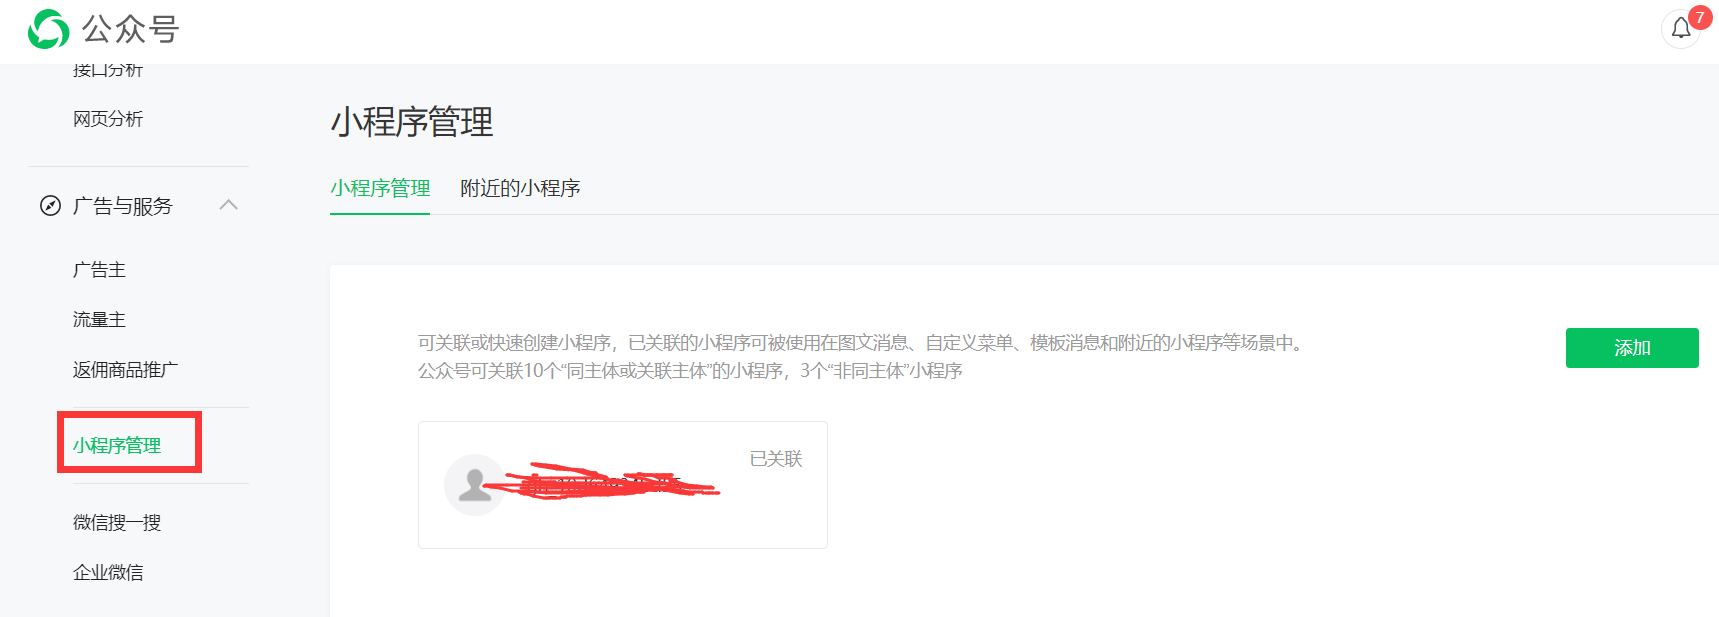 公众号
7
接口分析
网页分析
广告与服务
广告主
流量主
返佣商品推广
小程序管理
微信搜一搜
企业微信
小程序管理
小程序管理 附近的小程序
可关联或快速创建小程序，已关联的小程序可被使用在图文消息、自定义菜单、模板消息和附近的小程序等场景中。
公众号可关联10个“同主体或关联主体”的小程序，3个“非同主体”小程序
添加
已关联